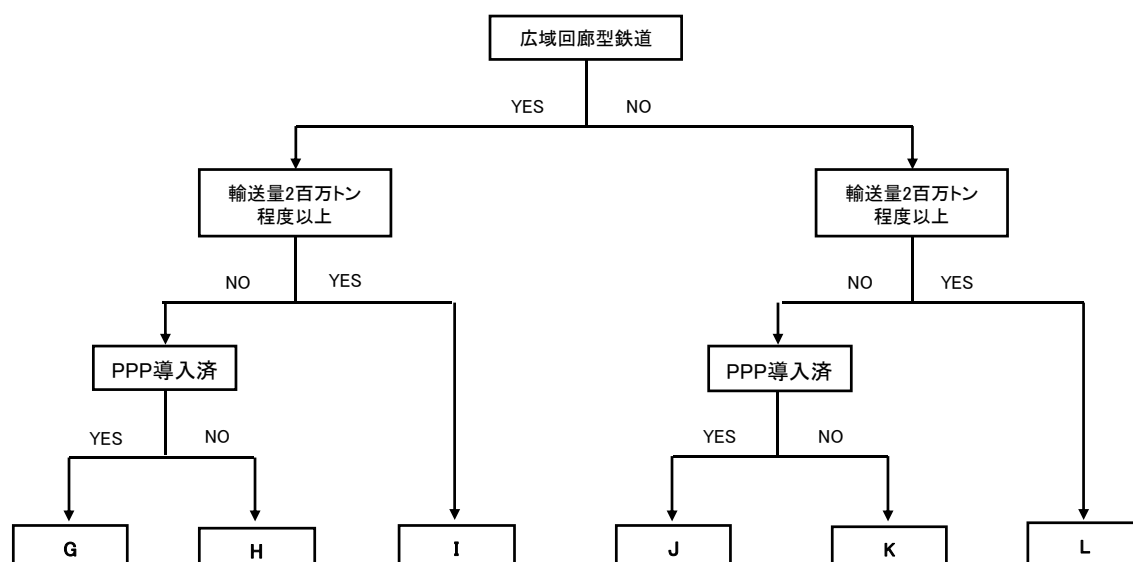 広域回廊型鉄道
YES NO
輸送量2百万トン
程度以上
輸送量2百万トン
程度以上
NO YES
NO YES
PPP導入済
PPP導入済
YES NO
YES NO
G H I J K L